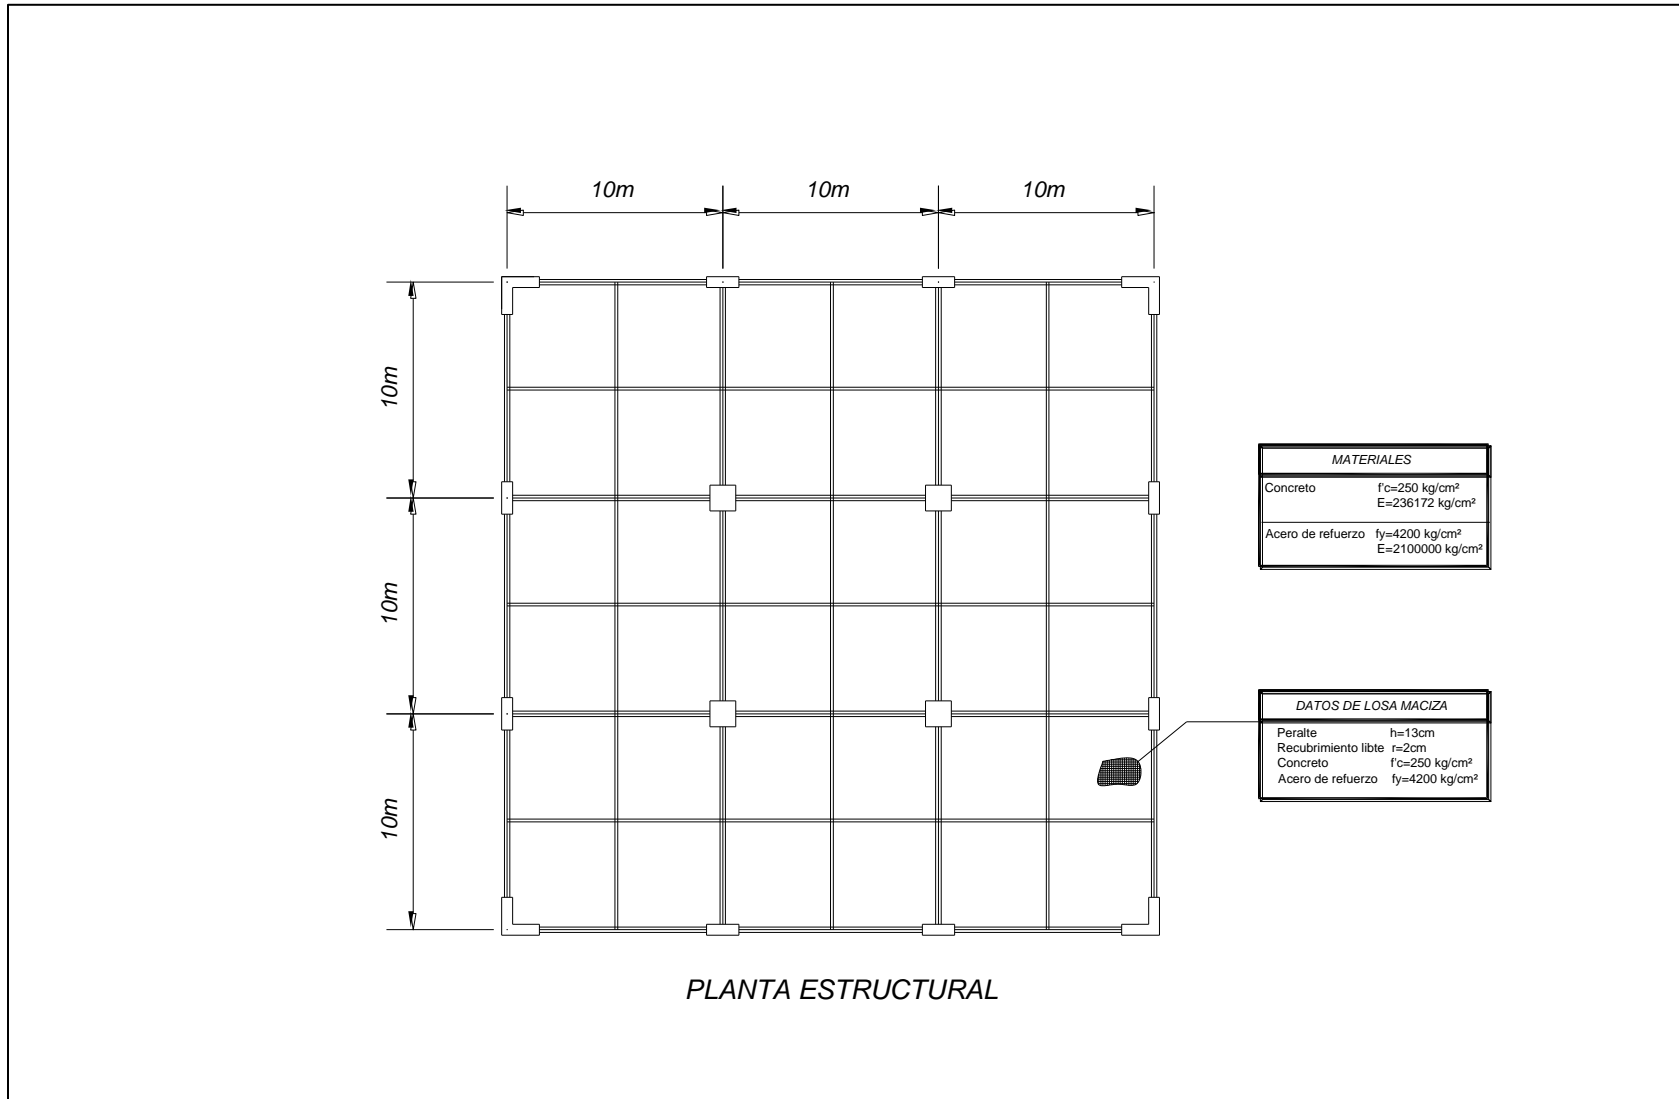 10m 10m 10m
10m
10m
10m
MATERIALES
Concreto f'c=250 kg/cm²
E=236172 kg/cm²
Acero de refuerzo fy=4200 kg/cm²
E=2100000 kg/cm²
DATOS DE LOSA MACIZA
Peralte h=13cm
Recubrimiento libte r=2cm
Concreto f'c=250 kg/cm²
Acero de refuerzo fy=4200 kg/cm²
PLANTA ESTRUCTURAL